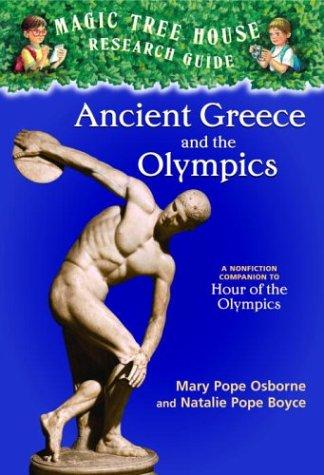 MAGIC TREE HOUSE
RESEARCH GUIDE
Ancient Greece
and the
Olympics
A NONFICTION
COMPANION TO
Hour of the
Olympics
Mary Pope Osborne
and Natalie Pope Boyce